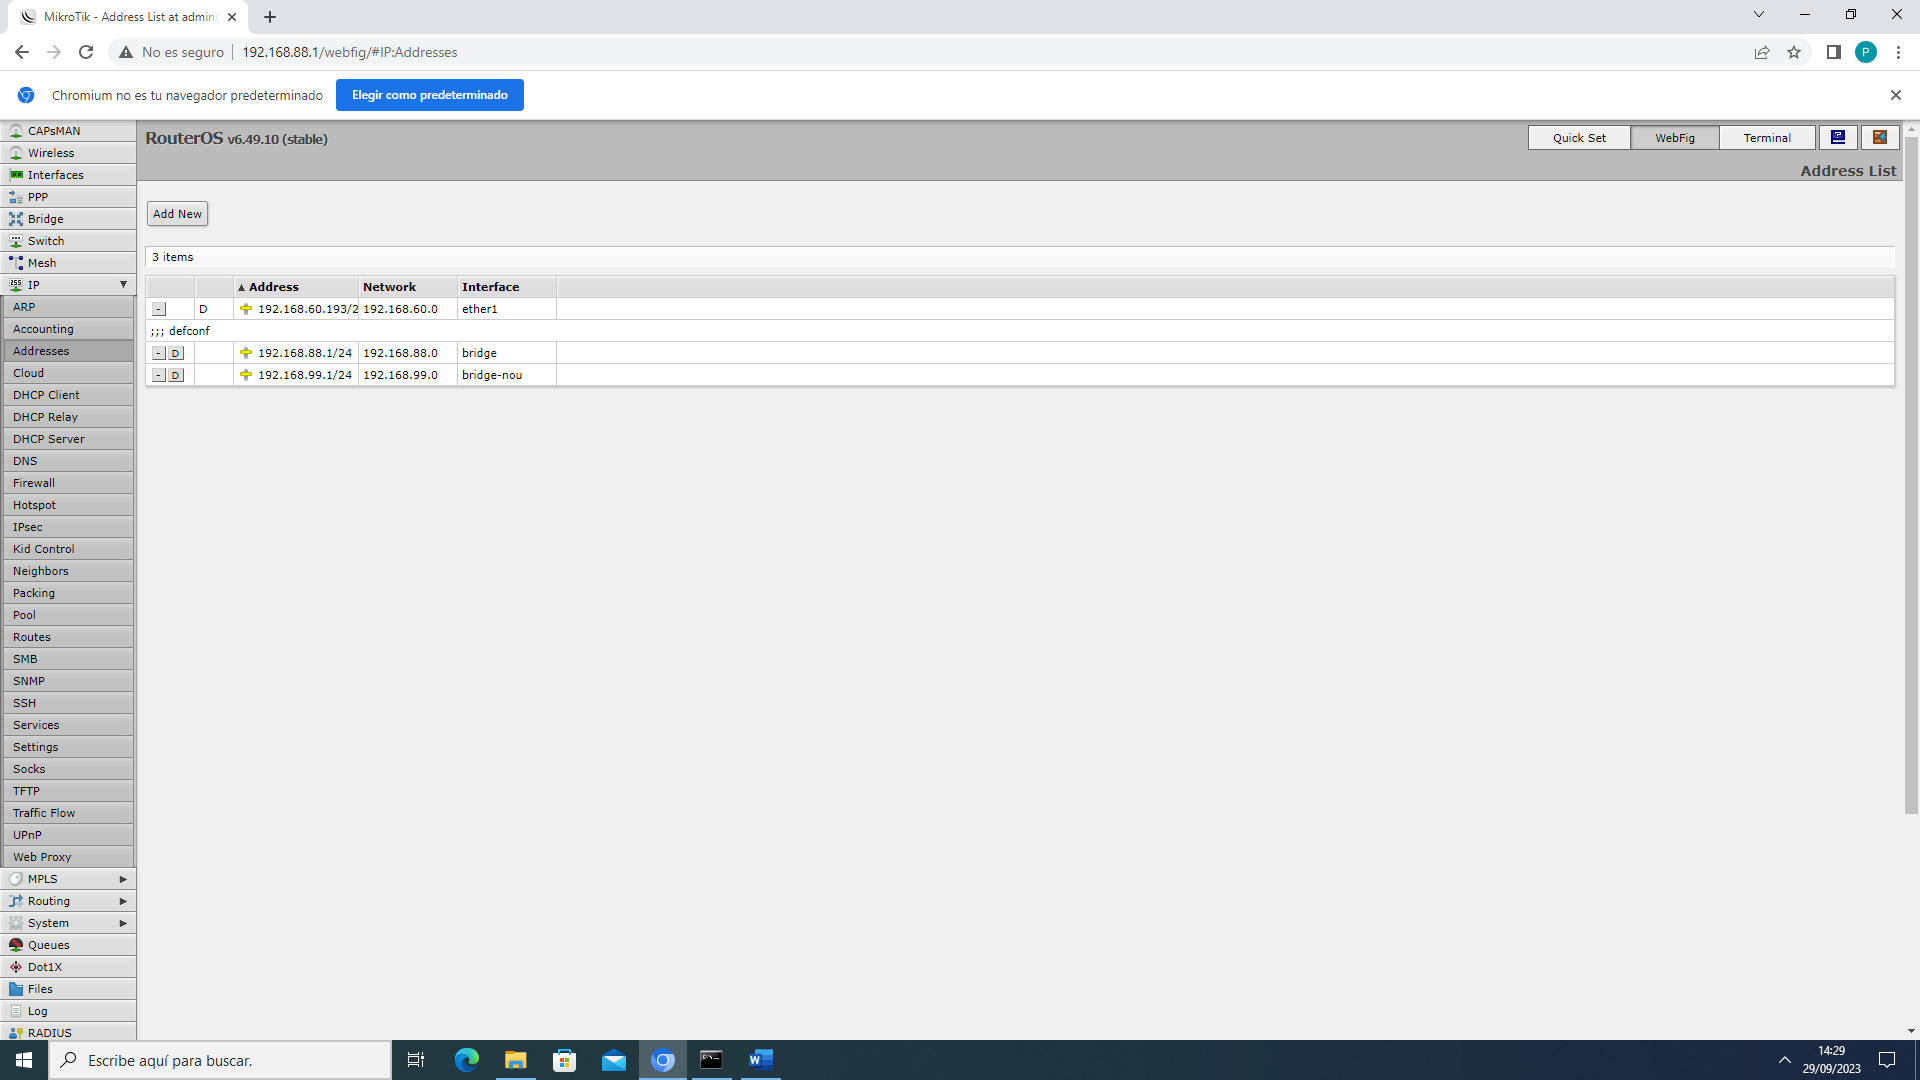 MikroTik - Address List at admin
No es seguro
192.168.88.1/webfig/#IP:Addresses
P
Chromium no es tu navegador predeterminado
Elegir como predeterminado
RouterOS v6.49.10 (stable)
Quick Set
WebFig
Terminal
Address List
CAPsMAN
Wireless
Interfaces
PPP
Bridge
Switch
Mesh
IP
ARP
Accounting
Addresses
Cloud
DHCP Client
DHCP Relay
DHCP Server
DNS
Firewall
Hotspot
IPsec
Kid Control
Neighbors
Packing
Pool
Routes
SMB
SNMP
SSH
Services
Settings
Socks
TFTP
Traffic Flow
UPnP
Web Proxy
MPLS
Routing
System
Queues
Dot1X
Files
Log
RADIUS
Add New
3 items
Address Network Interface
- D 192.168.60.193/2 192.168.60.0 ether1
;;; defconf
- D 192.168.88.1/24 192.168.88.0 bridge
- D 192.168.99.1/24 192.168.99.0 bridge-nou
Escribe aquí para buscar.
14:29
29/09/2023